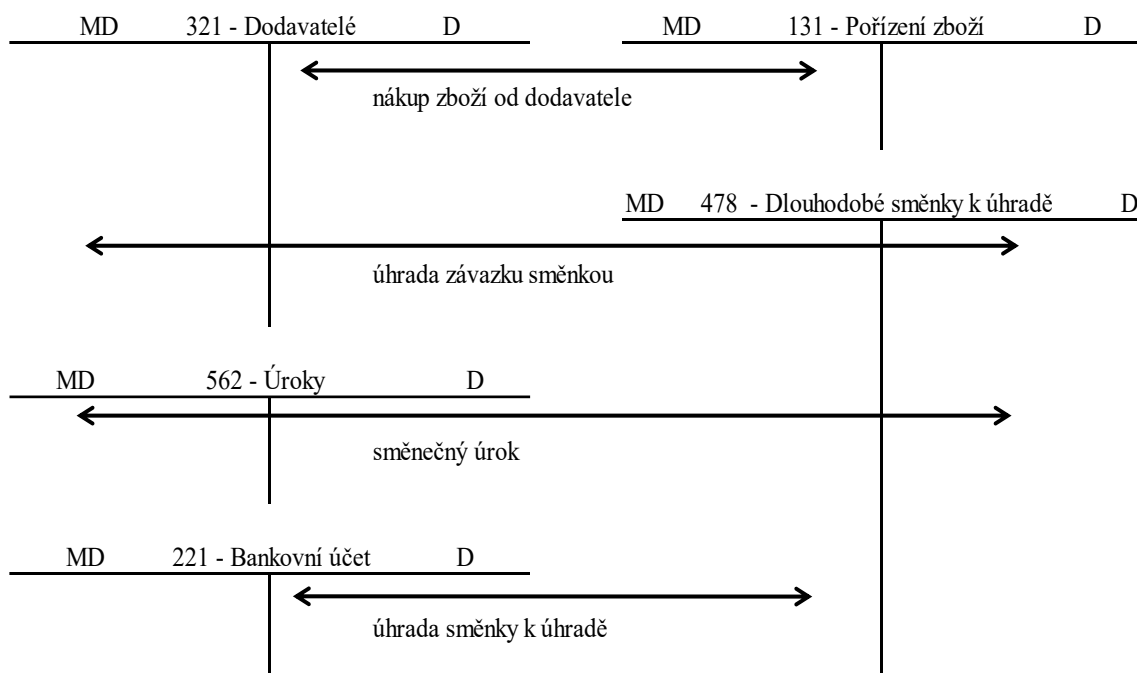 MD 321 - Dodavatelé D MD 131 - Pořízení zboží D
nákup zboží od dodavatele
MD 478 - Dlouhodobé směnky k úhradě D
úhrada závazku směnkou
MD 562 - Úroky D
směnečný úrok
MD 221 - Bankovní účet D
úhrada směnky k úhradě